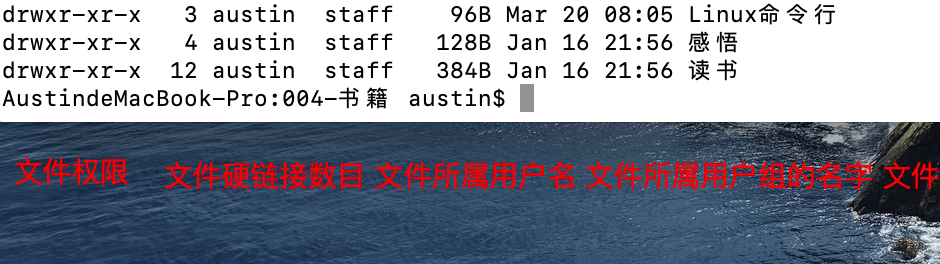 drwxr-xr-x   3 austin  staff    96B Mar 20 08:05 Linux命令行
drwxr-xr-x   4 austin  staff   128B Jan 16 21:56 感悟
drwxr-xr-x  12 austin  staff   384B Jan 16 21:56 读书
AustindeMacBook-Pro:004-书籍 austin$
文件权限 文件硬链接数目 文件所属用户名 文件所属用户组的名字 文件